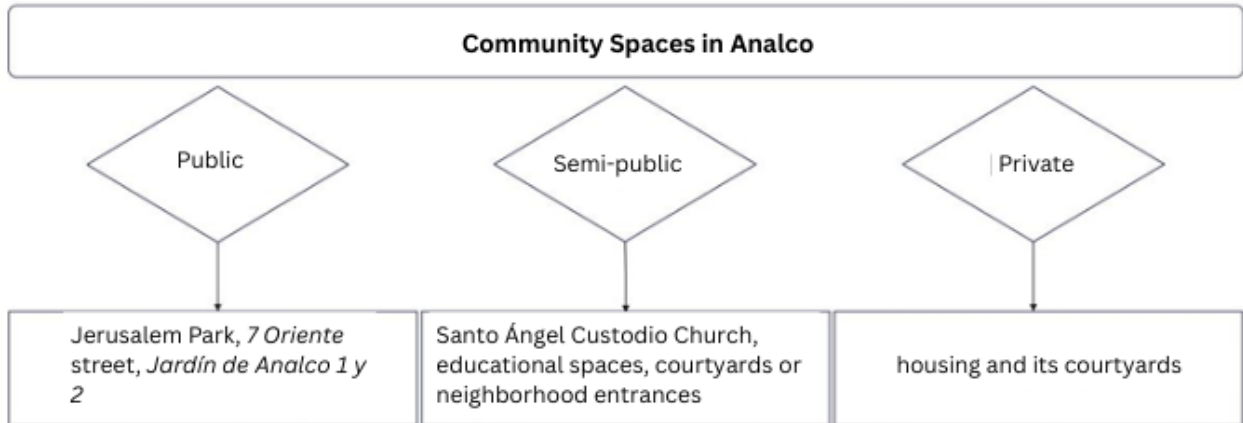 Community Spaces in Analco
Public
Semi-public
Private
Jerusalem Park, 7 Oriente
street, Jardín de Analco 1 y
2
Santo Ángel Custodio Church,
educational spaces, courtyards or
neighborhood entrances
housing and its courtyards